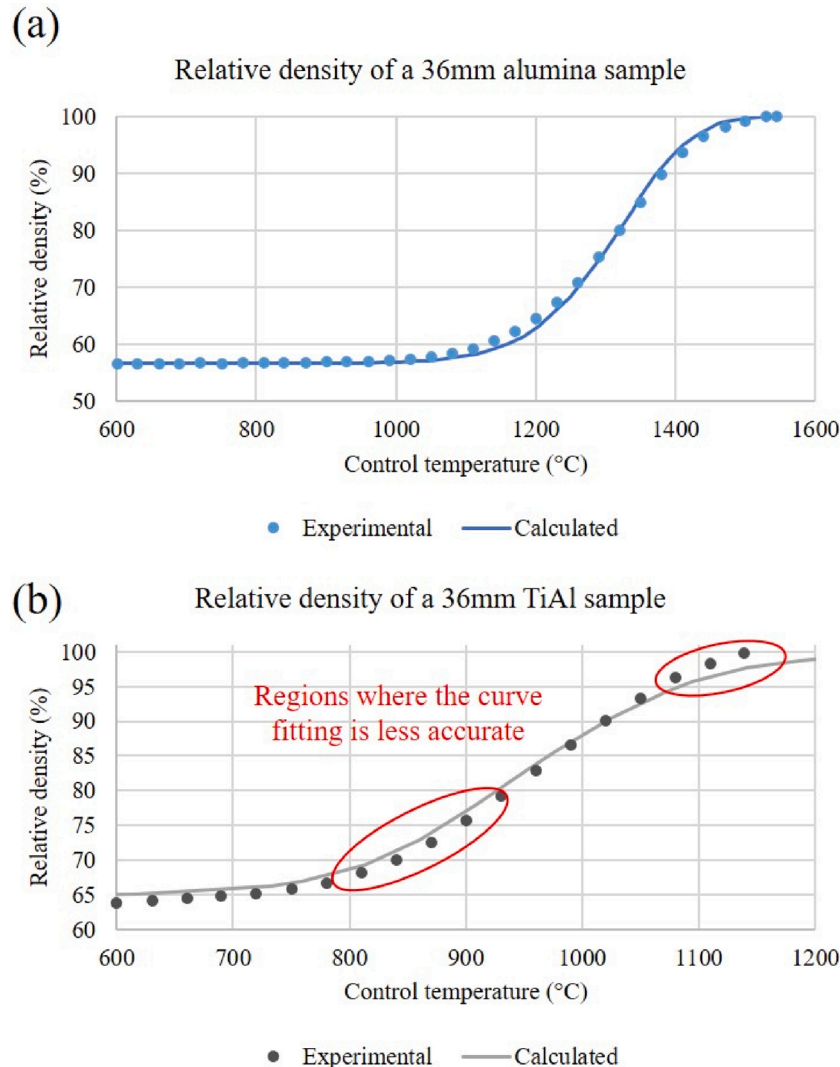 (a)
Relative density of a 36mm alumina sample
100
90
80
70
60
50
Relative density (%)
600 800 1000 1200 1400 1600
Control temperature (°C)
Experimental Calculated
(b)
Relative density of a 36mm TiAl sample
100
95
90
85
80
75
70
65
60
Relative density (%)
Regions where the curve
fitting is less accurate
600 700 800 900 1000 1100 1200
Control temperature (°C)
Experimental Calculated